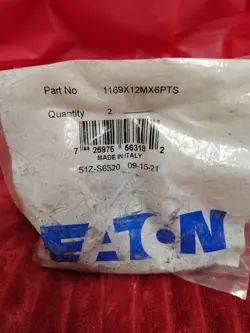 Part No. 1169X12MX6PTS
Quantity 2
7 25975 56318 2
MADE IN ITALY
51Z-S6520 09-15-21
EATON